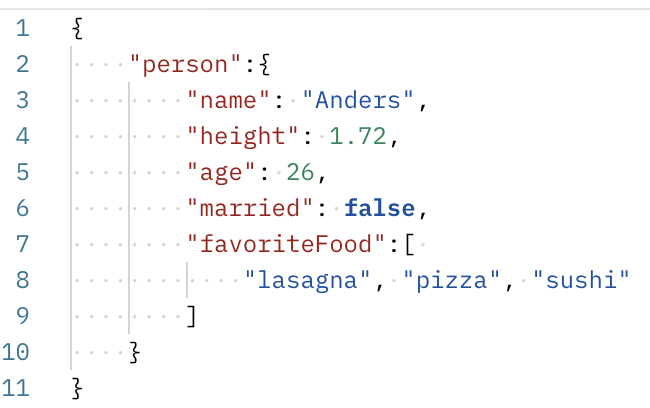 1 {
2     "person":{
3         "name": "Anders",
4         "height": 1.72,
5         "age": 26,
6         "married": false,
7         "favoriteFood":[ 
8             "lasagna", "pizza", "sushi"
9         ]
10     }
11 }